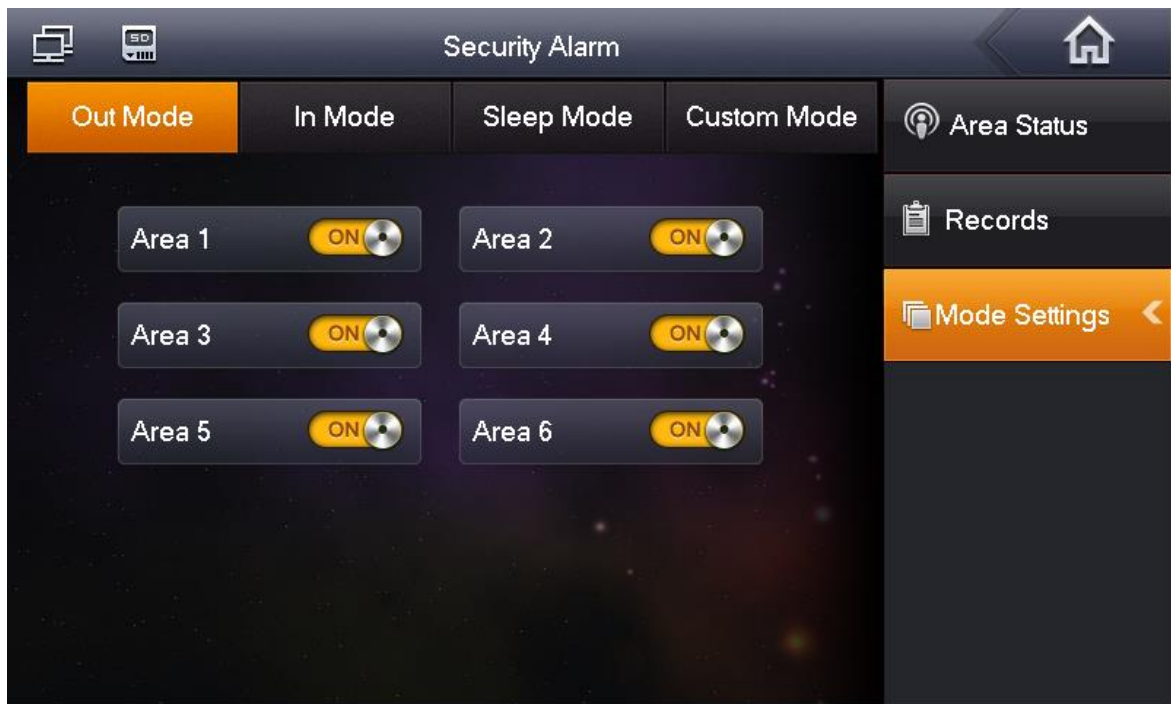 SD
Security Alarm
Out Mode
In Mode
Sleep Mode
Custom Mode
Area Status
Records
Mode Settings
Area 1
ON
Area 2
ON
Area 3
ON
Area 4
ON
Area 5
ON
Area 6
ON